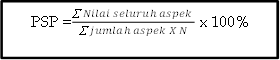 PSP = ∑Nilai seluruh aspek / ∑jumlah aspek X N x 100%